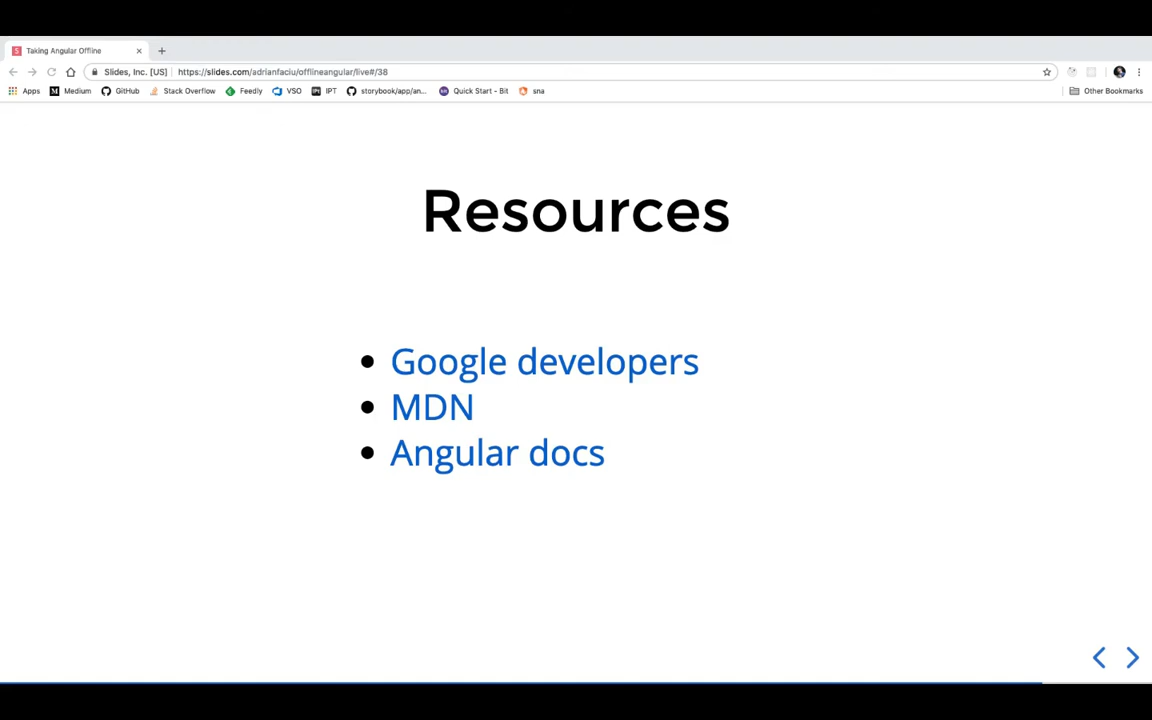 Taking Angular Offline
Slides, Inc. [US] https://slides.com/adrianfaciu/offlineangular/live#/38
Apps Medium GitHub Stack Overflow Feedly VSO IPT storybook/app/an... Quick Start - Bit sna Other Bookmarks
Resources
Google developers
MDN
Angular docs